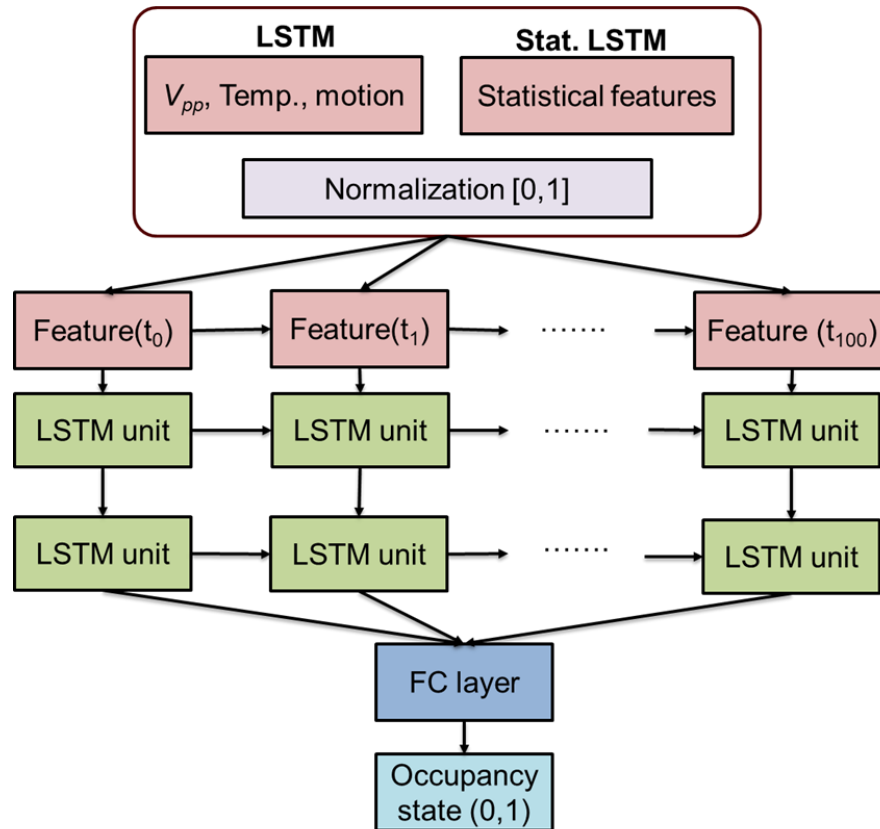 LSTM
Stat. LSTM
Vpp, Temp., motion
Statistical features
Normalization [0,1]
Feature(t0)
Feature(t1)
.......
Feature (t100)
LSTM unit
LSTM unit
.......
LSTM unit
LSTM unit
LSTM unit
.......
LSTM unit
FC layer
Occupancy
state (0,1)